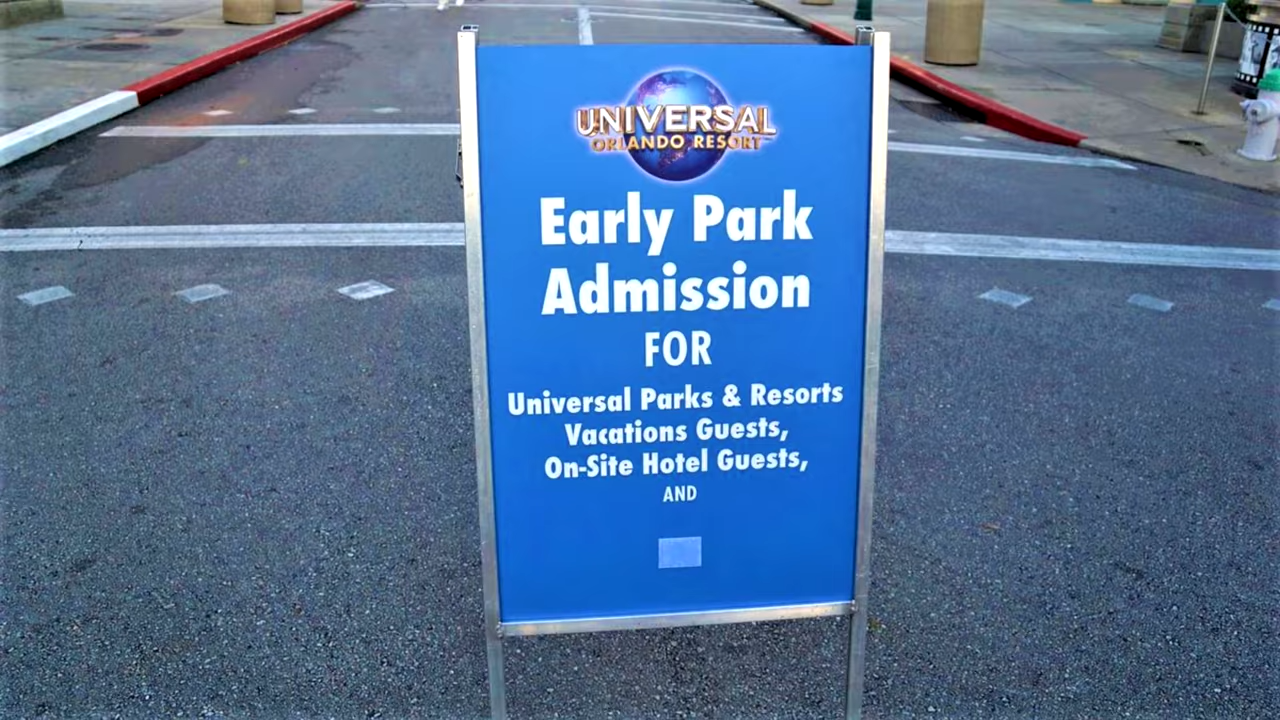 UNIVERSAL
ORLANDO RESORT
Early Park
Admission
FOR
Universal Parks & Resorts
Vacations Guests,
On-Site Hotel Guests,
AND